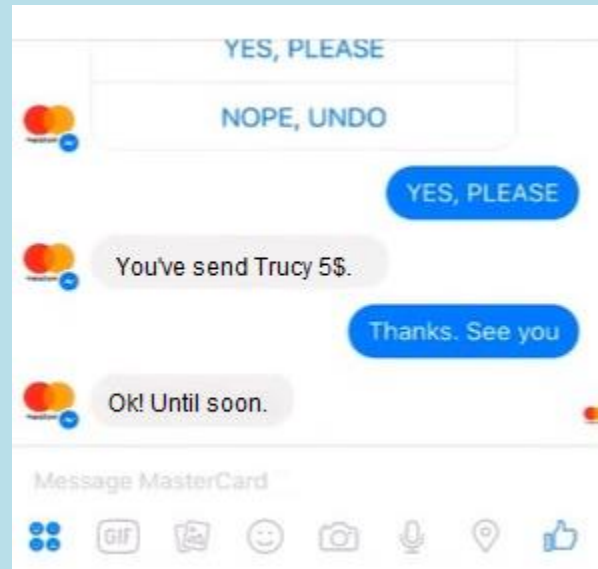 YES, PLEASE
NOPE, UNDO
YES, PLEASE
You've send Trucy 5$.
Thanks. See you
Ok! Until soon.
Message MasterCard
GIF